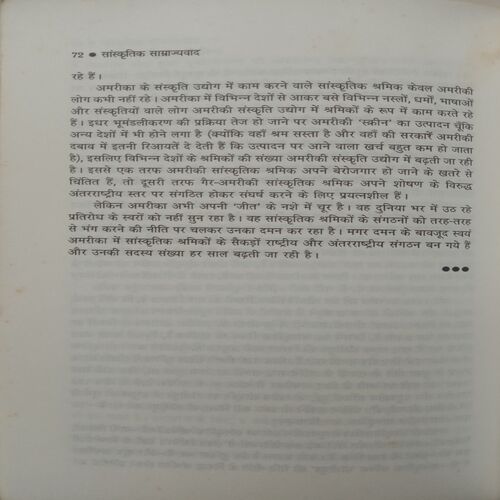 72 ● सांस्कृतिक साम्राज्यवाद
रहे हैं।
अमरीका के संस्कृति उद्योग में काम करने वाले सांस्कृतिक श्रमिक केवल अमरीकी
लोग कभी नहीं रहे। अमरीका में विभिन्न देशों से आकर बसे विभिन्न नस्लों, धर्मों, भाषाओं
और संस्कृतियों वाले लोग अमरीकी संस्कृति उद्योग में श्रमिकों के रूप में काम करते रहे
हैं। इधर भूमंडलीकरण की प्रक्रिया तेज हो जाने पर अमरीकी 'स्क्रीन' का उत्पादन चूँकि
अन्य देशों में भी होने लगा है (क्योंकि वहाँ श्रम सस्ता है और वहाँ की सरकारें अमरीकी
दबाव में इतनी रिआयतें दे देती हैं कि उत्पादन पर आने वाला खर्च बहुत कम हो जाता
है), इसलिए विभिन्न देशों के श्रमिकों की संख्या अमरीकी संस्कृति उद्योग में बढ़ती जा रही
है। इससे एक तरफ अमरीकी सांस्कृतिक श्रमिक अपने बेरोजगार हो जाने के खतरे से
चिंतित हैं, तो दूसरी तरफ गैर-अमरीकी सांस्कृतिक श्रमिक अपने शोषण के विरुद्ध
अंतरराष्ट्रीय स्तर पर संगठित होकर संघर्ष करने के लिए प्रयत्नशील हैं।
लेकिन अमरीका अभी अपनी 'जीत' के नशे में चूर है। वह दुनिया भर में उठ रहे
प्रतिरोध के स्वरों को नहीं सुन रहा है। वह सांस्कृतिक श्रमिकों के संगठनों को तरह-तरह
से भंग करने की नीति पर चलकर उनका दमन कर रहा है। मगर दमन के बावजूद स्वयं
अमरीका में सांस्कृतिक श्रमिकों के सैकड़ों राष्ट्रीय और अंतरराष्ट्रीय संगठन बन गये हैं
और उनकी सदस्य संख्या हर साल बढ़ती जा रही है।
●●●